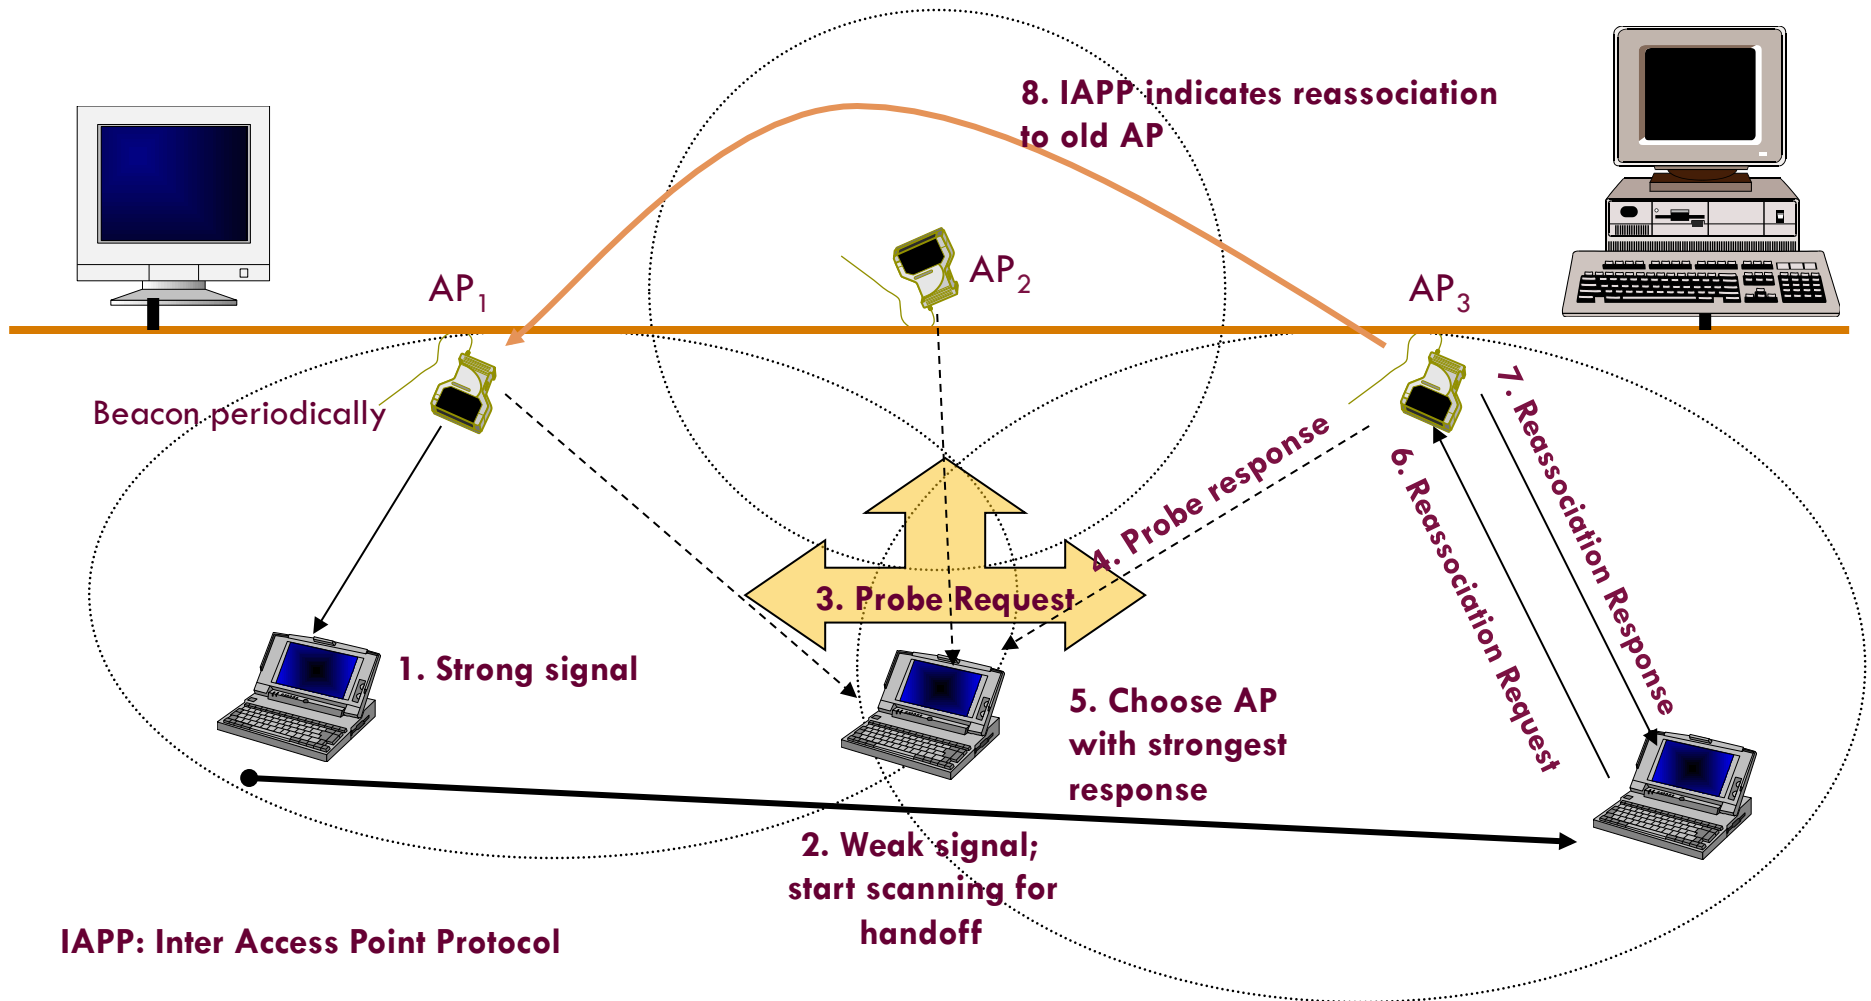 8. IAPP indicates reassociation
to old AP
AP1
AP2
AP3
Beacon periodically
7. Reassociation Response
6. Reassociation Request
4. Probe response
3. Probe Request
1. Strong signal
5. Choose AP
with strongest
response
2. Weak signal;
start scanning for
handoff
IAPP: Inter Access Point Protocol